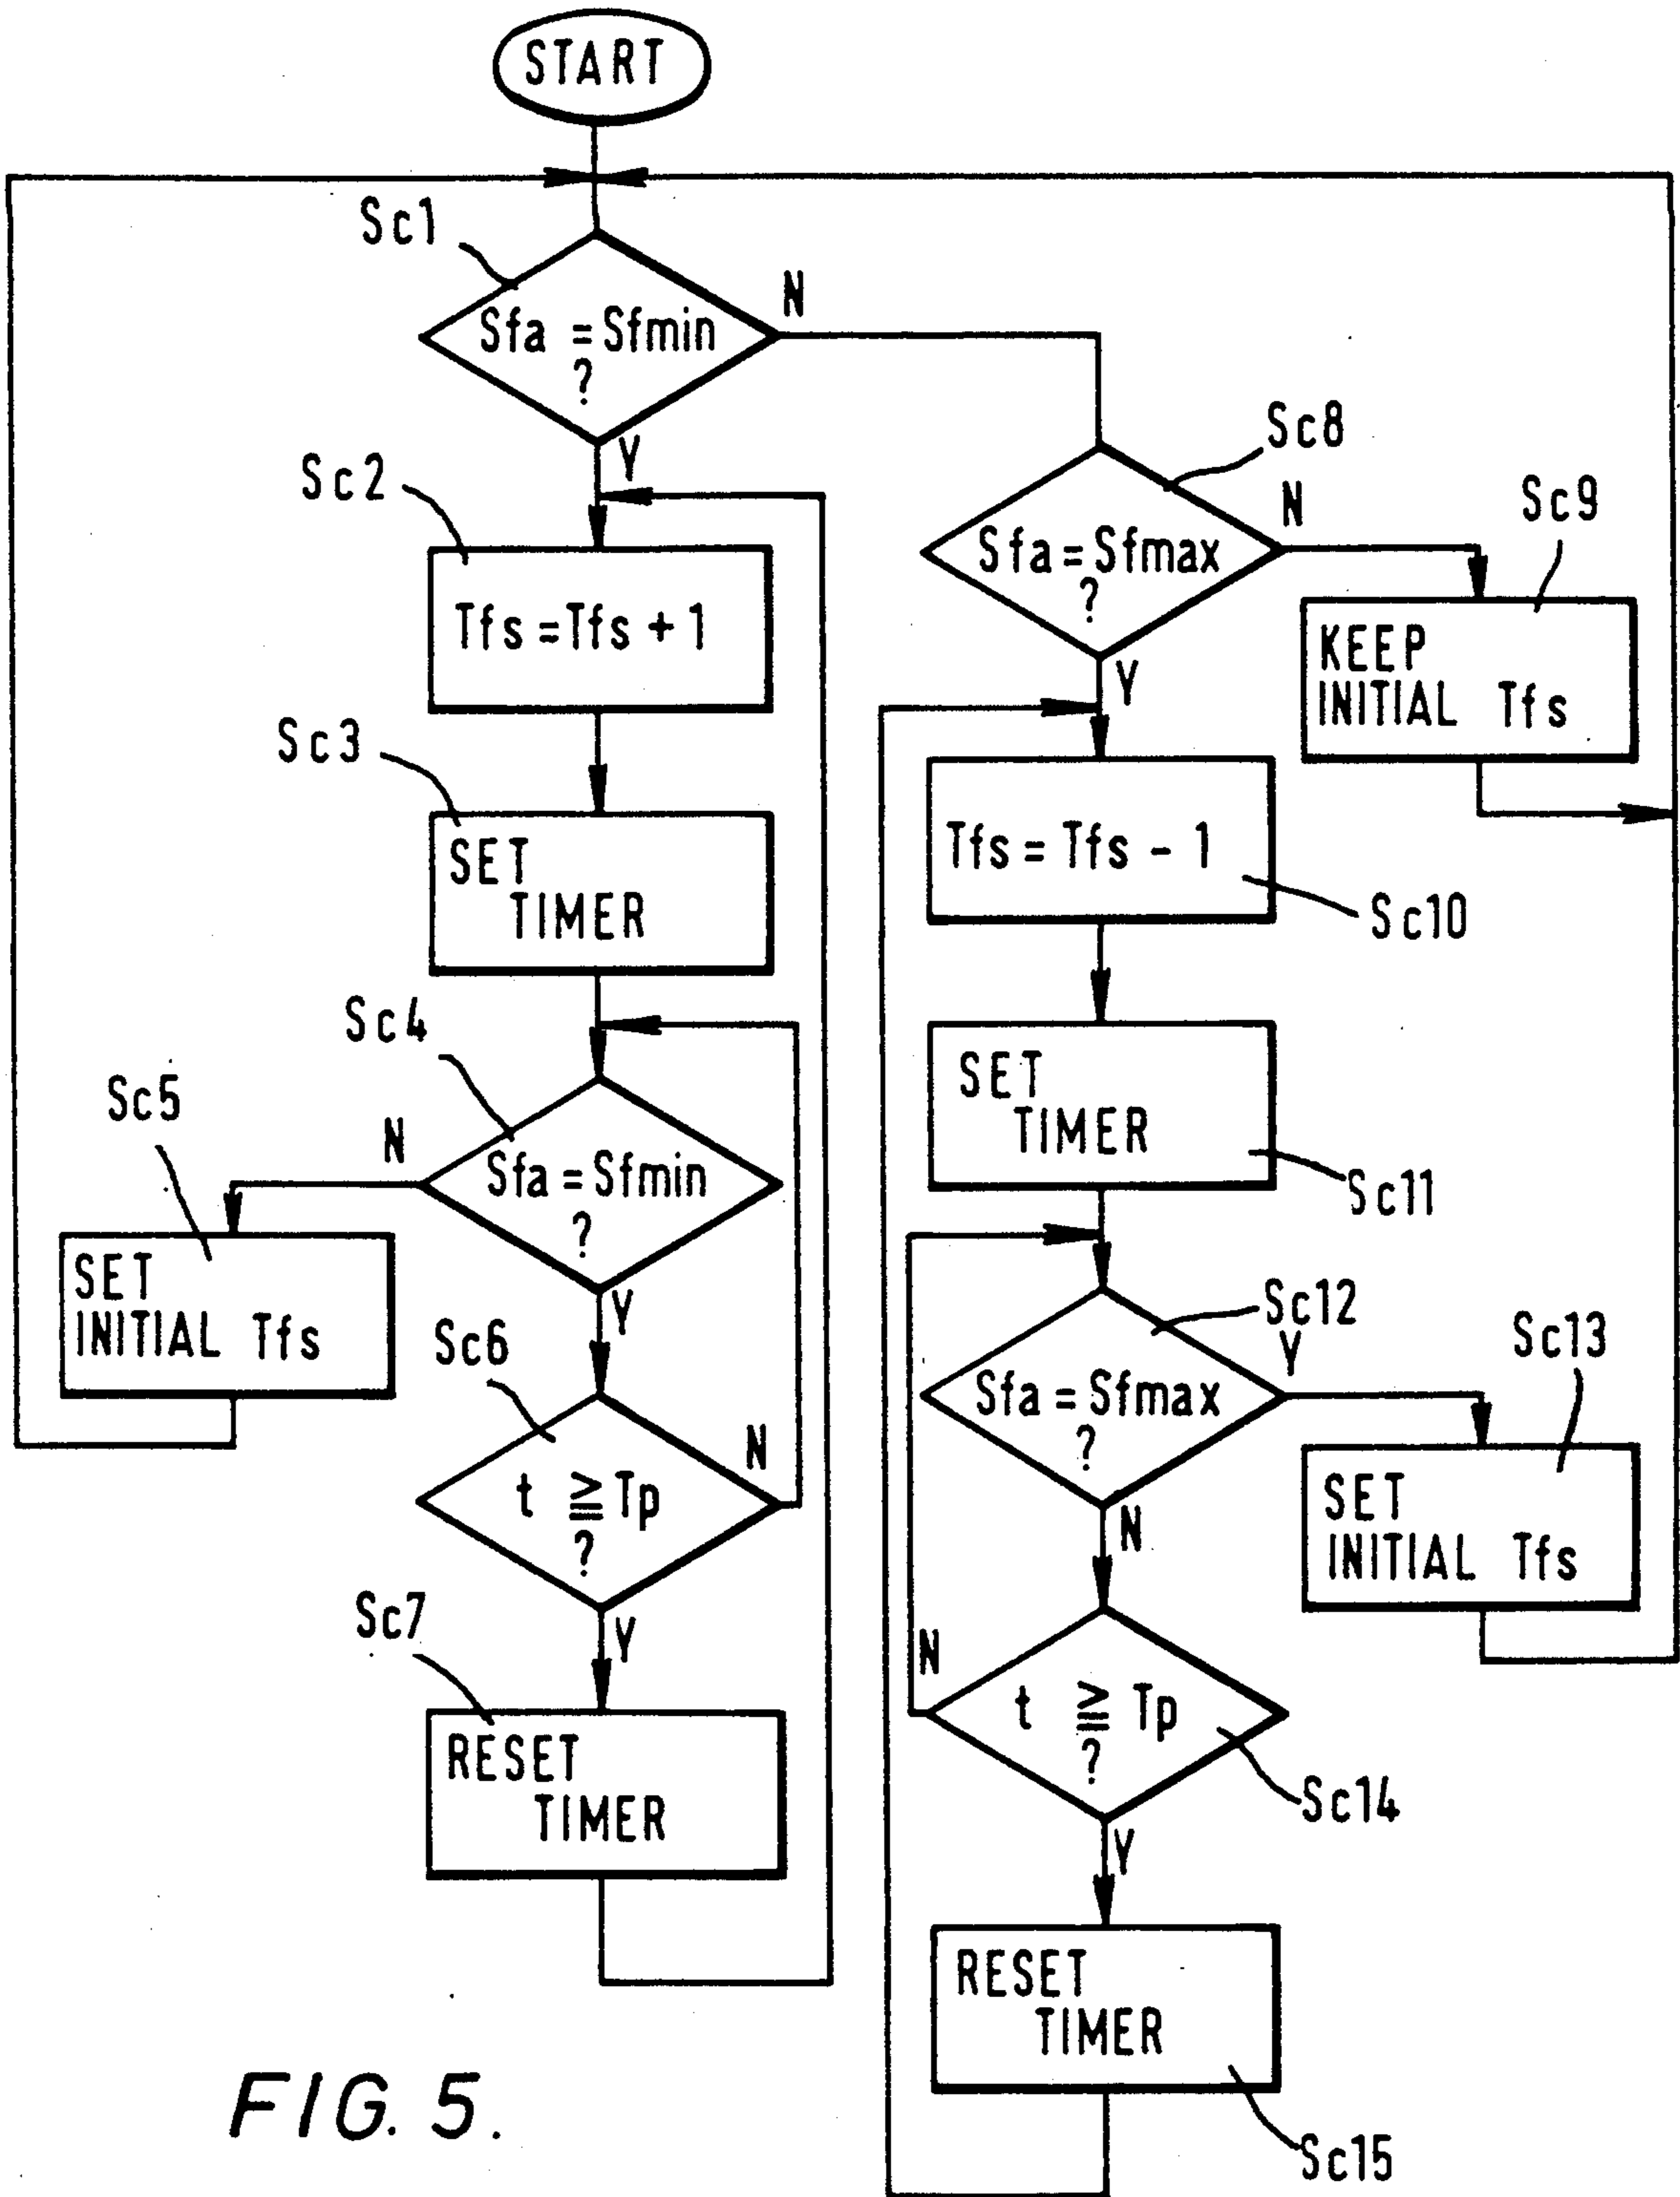 START
Sc1
Sfa = Sfmin
?
N
Y
Sc2
Tfs = Tfs + 1
Sc3
SET
TIMER
Sc4
Sfa = Sfmin
?
N
Y
Sc5
SET
INITIAL Tfs
Sc6
t ≧ Tp
?
N
Y
Sc7
RESET
TIMER
Sc8
Sfa = Sfmax
?
N
Y
Sc9
KEEP
INITIAL Tfs
Tfs = Tfs - 1
Sc10
SET
TIMER
Sc11
Sc12
Sfa = Sfmax
?
Y
N
Sc13
SET
INITIAL Tfs
t ≧ Tp
?
N
Y
Sc14
RESET
TIMER
Sc15
FIG. 5.